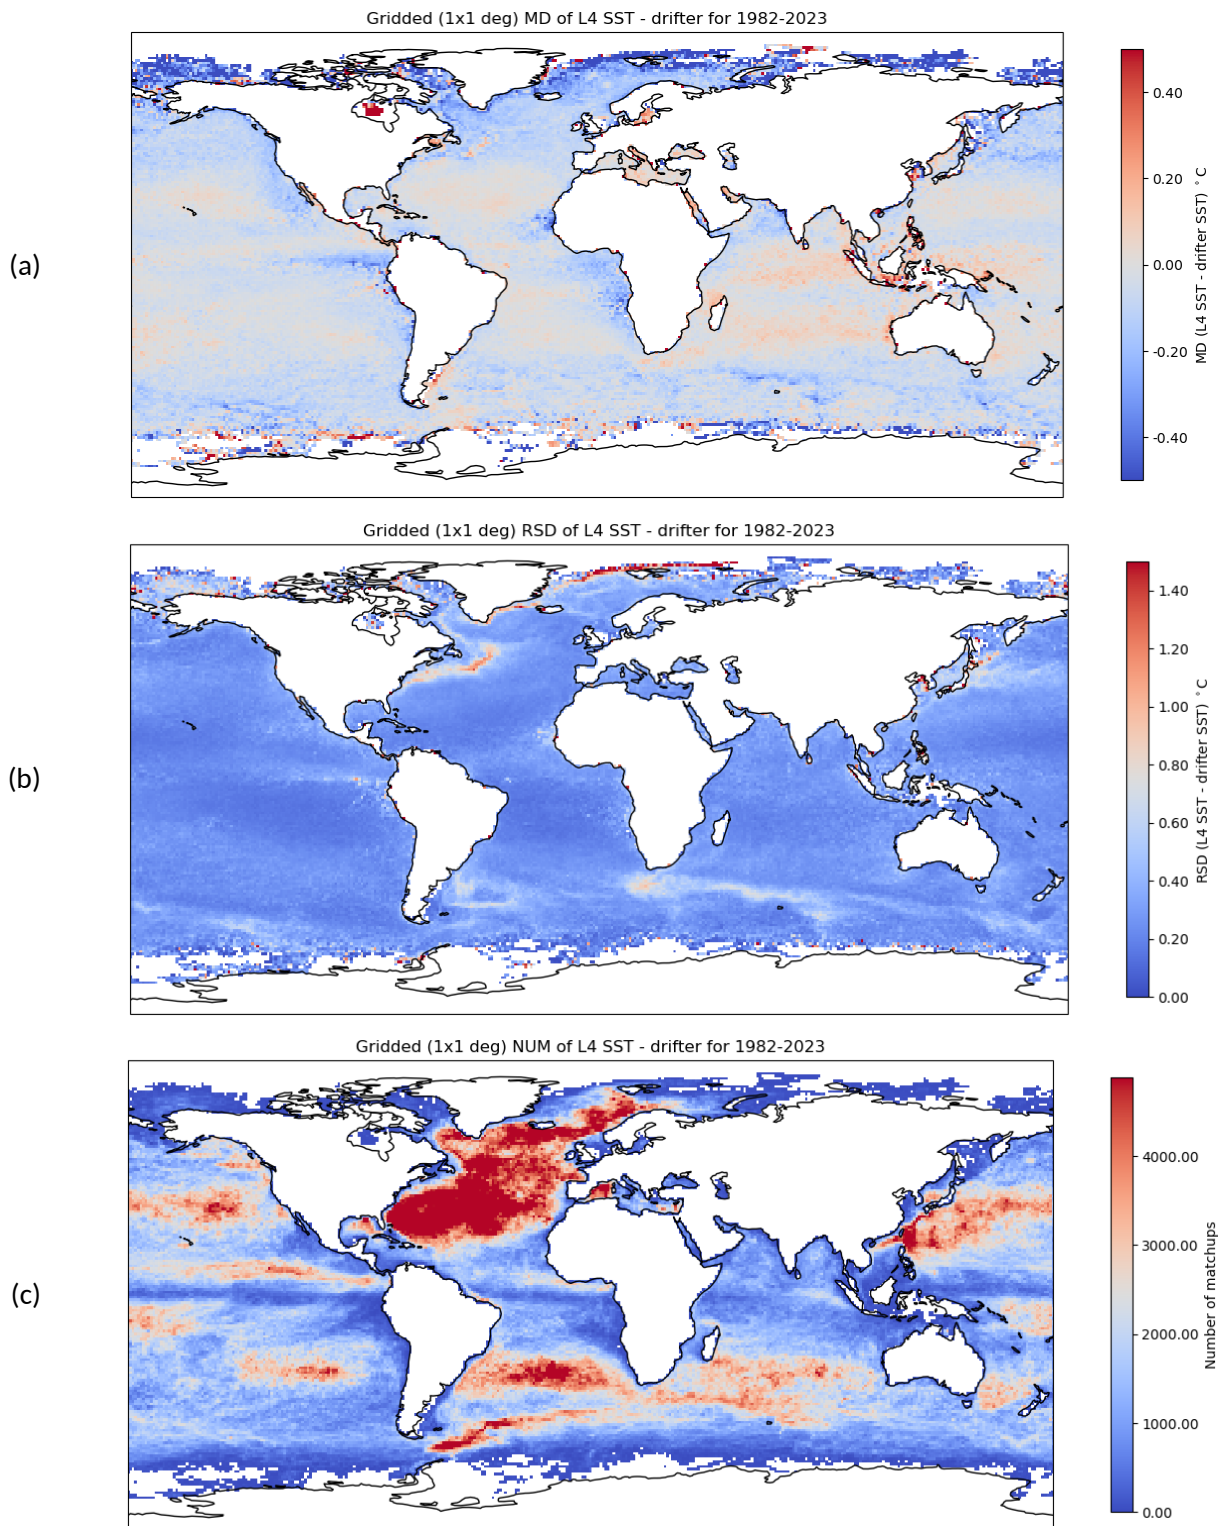 Gridded (1x1 deg) MD of L4 SST - drifter for 1982-2023
(a)
0.40
0.20
0.00
-0.20
-0.40
MD (L4 SST - drifter SST) °C
Gridded (1x1 deg) RSD of L4 SST - drifter for 1982-2023
(b)
1.40
1.20
1.00
0.80
0.60
0.40
0.20
0.00
RSD (L4 SST - drifter SST) °C
Gridded (1x1 deg) NUM of L4 SST - drifter for 1982-2023
(c)
4000.00
3000.00
2000.00
1000.00
0.00
Number of matchups